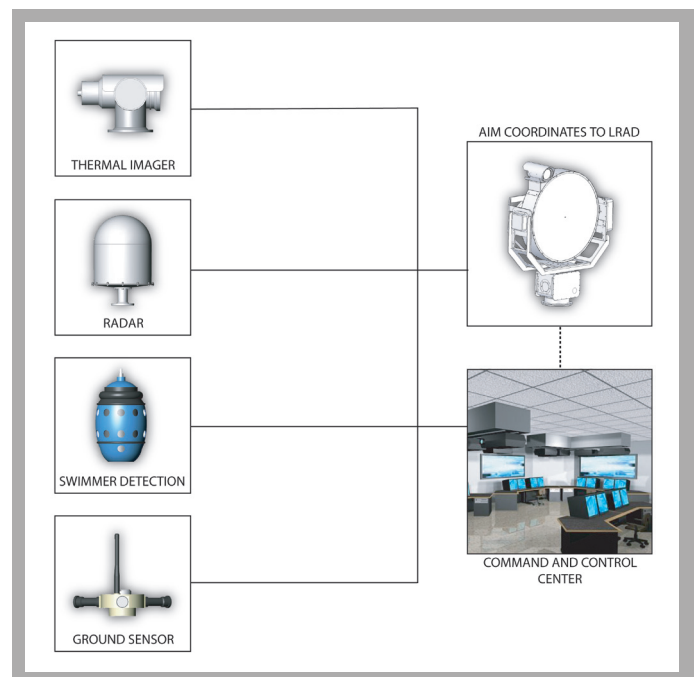 THERMAL IMAGER
AIM COORDINATES TO LRAD
RADAR
SWIMMER DETECTION
GROUND SENSOR
COMMAND AND CONTROL
CENTER